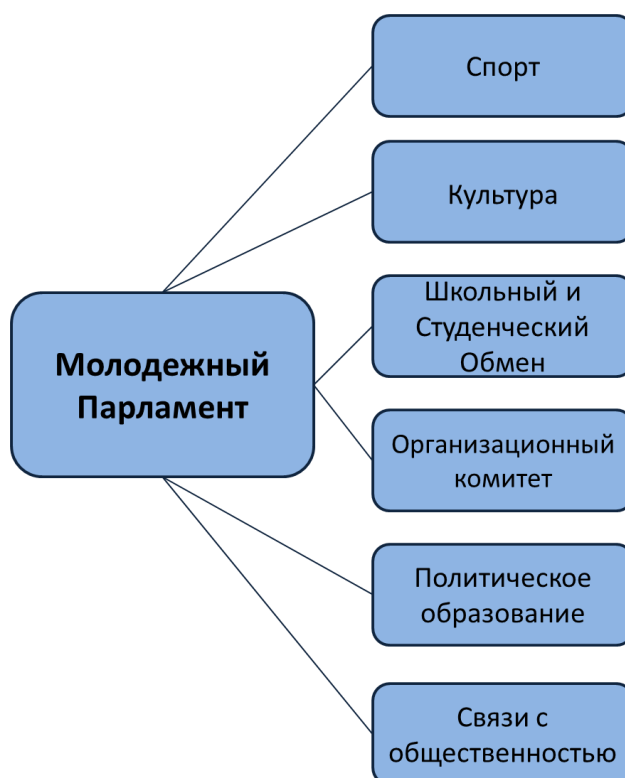 Спорт
Культура
Школьный и
Студенческий
Обмен
Молодежный
Парламент
Организационный
комитет
Политическое
образование
Связи с
общественностью